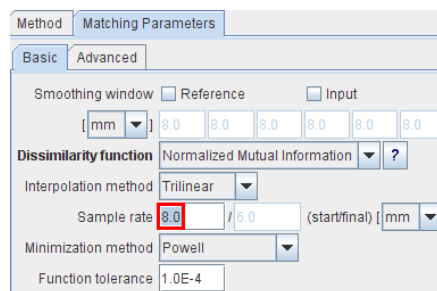 Method Matching Parameters
Basic Advanced
Smoothing window Reference Input
[ mm ] 8.0 8.0 8.0 8.0 8.0 8.0
Dissimilarity function Normalized Mutual Information ?
Interpolation method Trilinear
Sample rate 8.0 / 6.0 (start/final) [ mm
Minimization method Powell
Function tolerance 1.0E-4